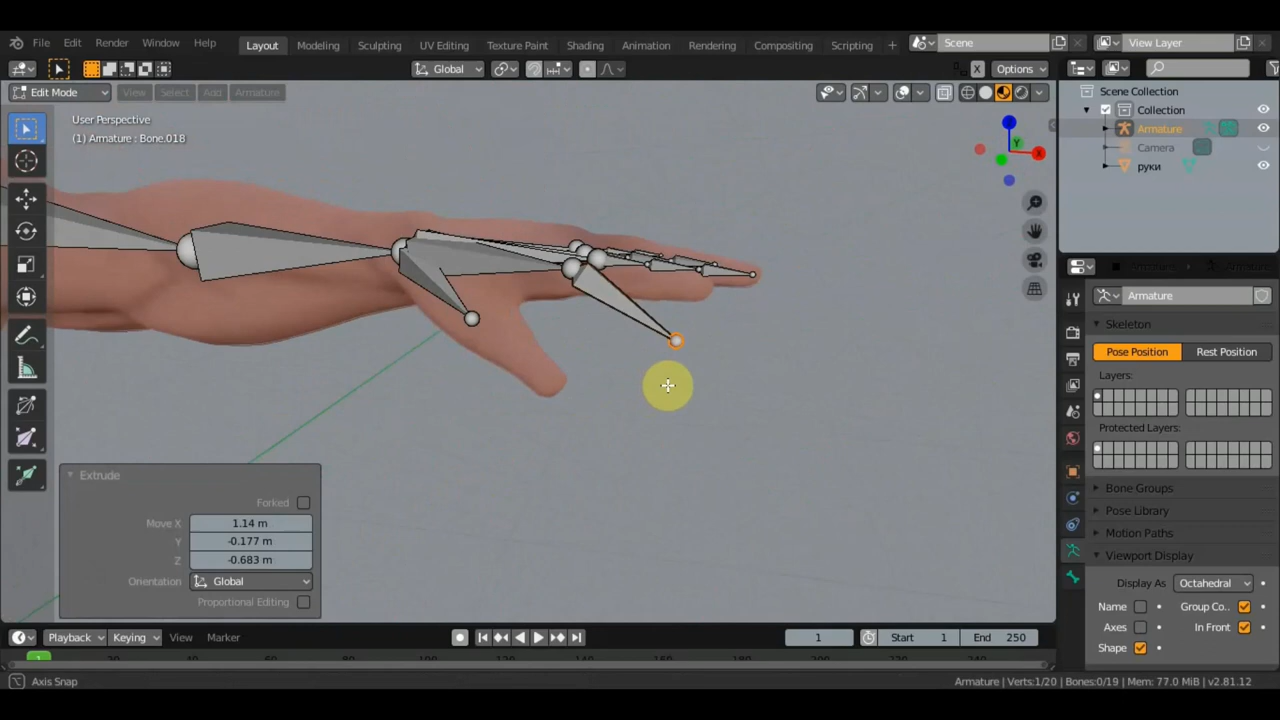 File Edit Render Window Help Layout Modeling Sculpting UV Editing Texture Paint Shading Animation Rendering Compositing Scripting + Scene View Layer
Global X Options
Edit Mode View Select Add Armature Scene Collection
User Perspective
(1) Armature : Bone.018
Collection
Armature
Camera
руки
X
Y
Z
Armature
Skeleton
Pose Position Rest Position
Layers:
Protected Layers:
Bone Groups
Pose Library
Motion Paths
Viewport Display
Display As Octahedral
Name Group Co..
Axes In Front
Shape
Extrude
Forked
Move X 1.14 m
Y -0.177 m
Z -0.683 m
Orientation Global
Proportional Editing
Playback Keying View Marker 1 Start 1 End 250
1
Axis Snap Armature | Verts:1/20 | Bones:0/19 | Mem: 77.0 MiB | v2.81.12